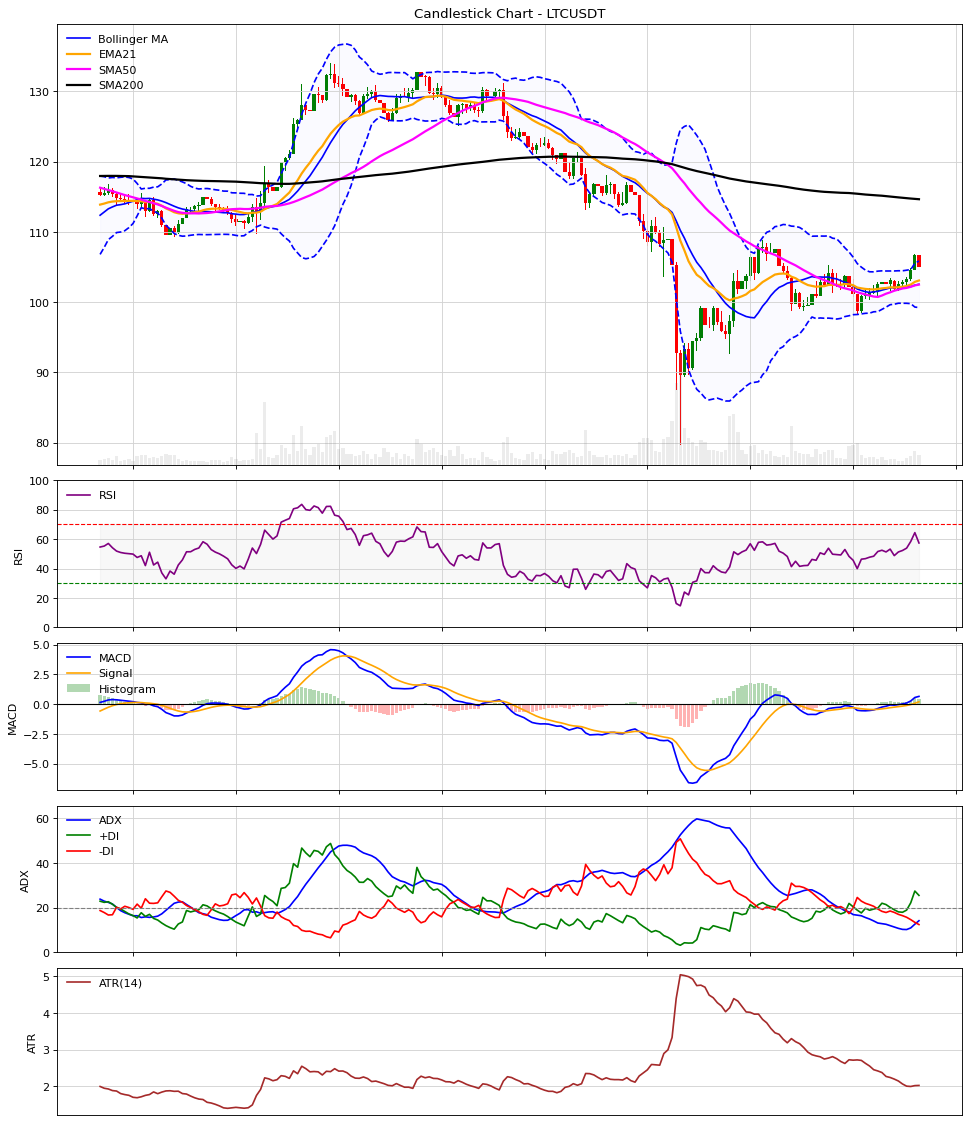 Candlestick Chart - LTCUSDT
Bollinger MA
EMA21
SMA50
SMA200
130
120
110
100
90
80
RSI
100
80
60
40
20
0
RSI
MACD
Signal
Histogram
5.0
2.5
0.0
−2.5
−5.0
MACD
ADX
+DI
-DI
60
40
20
0
ADX
ATR(14)
5
4
3
2
ATR